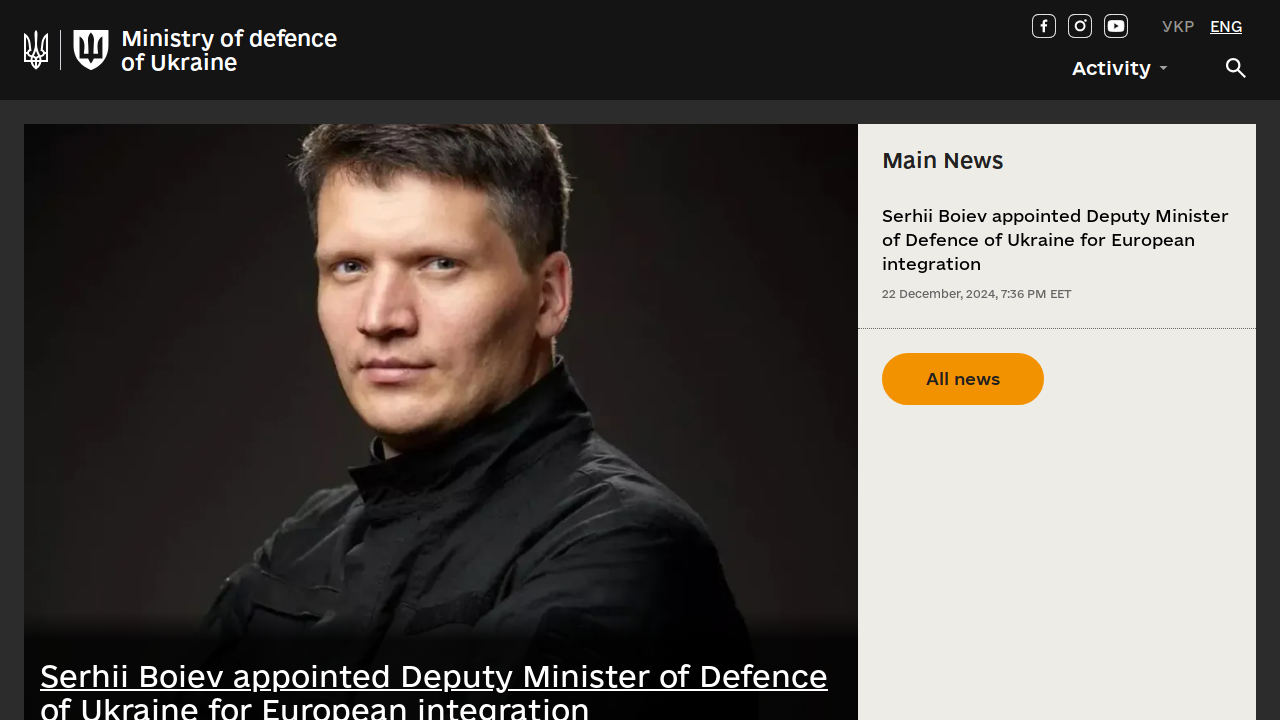 Ministry of defence
of Ukraine
УКР ENG
Activity
Main News
Serhii Boiev appointed Deputy Minister
of Defence of Ukraine for European
integration
22 December, 2024, 7:36 PM EET
All news
Serhii Boiev appointed Deputy Minister of Defence
of Ukraine for European integration